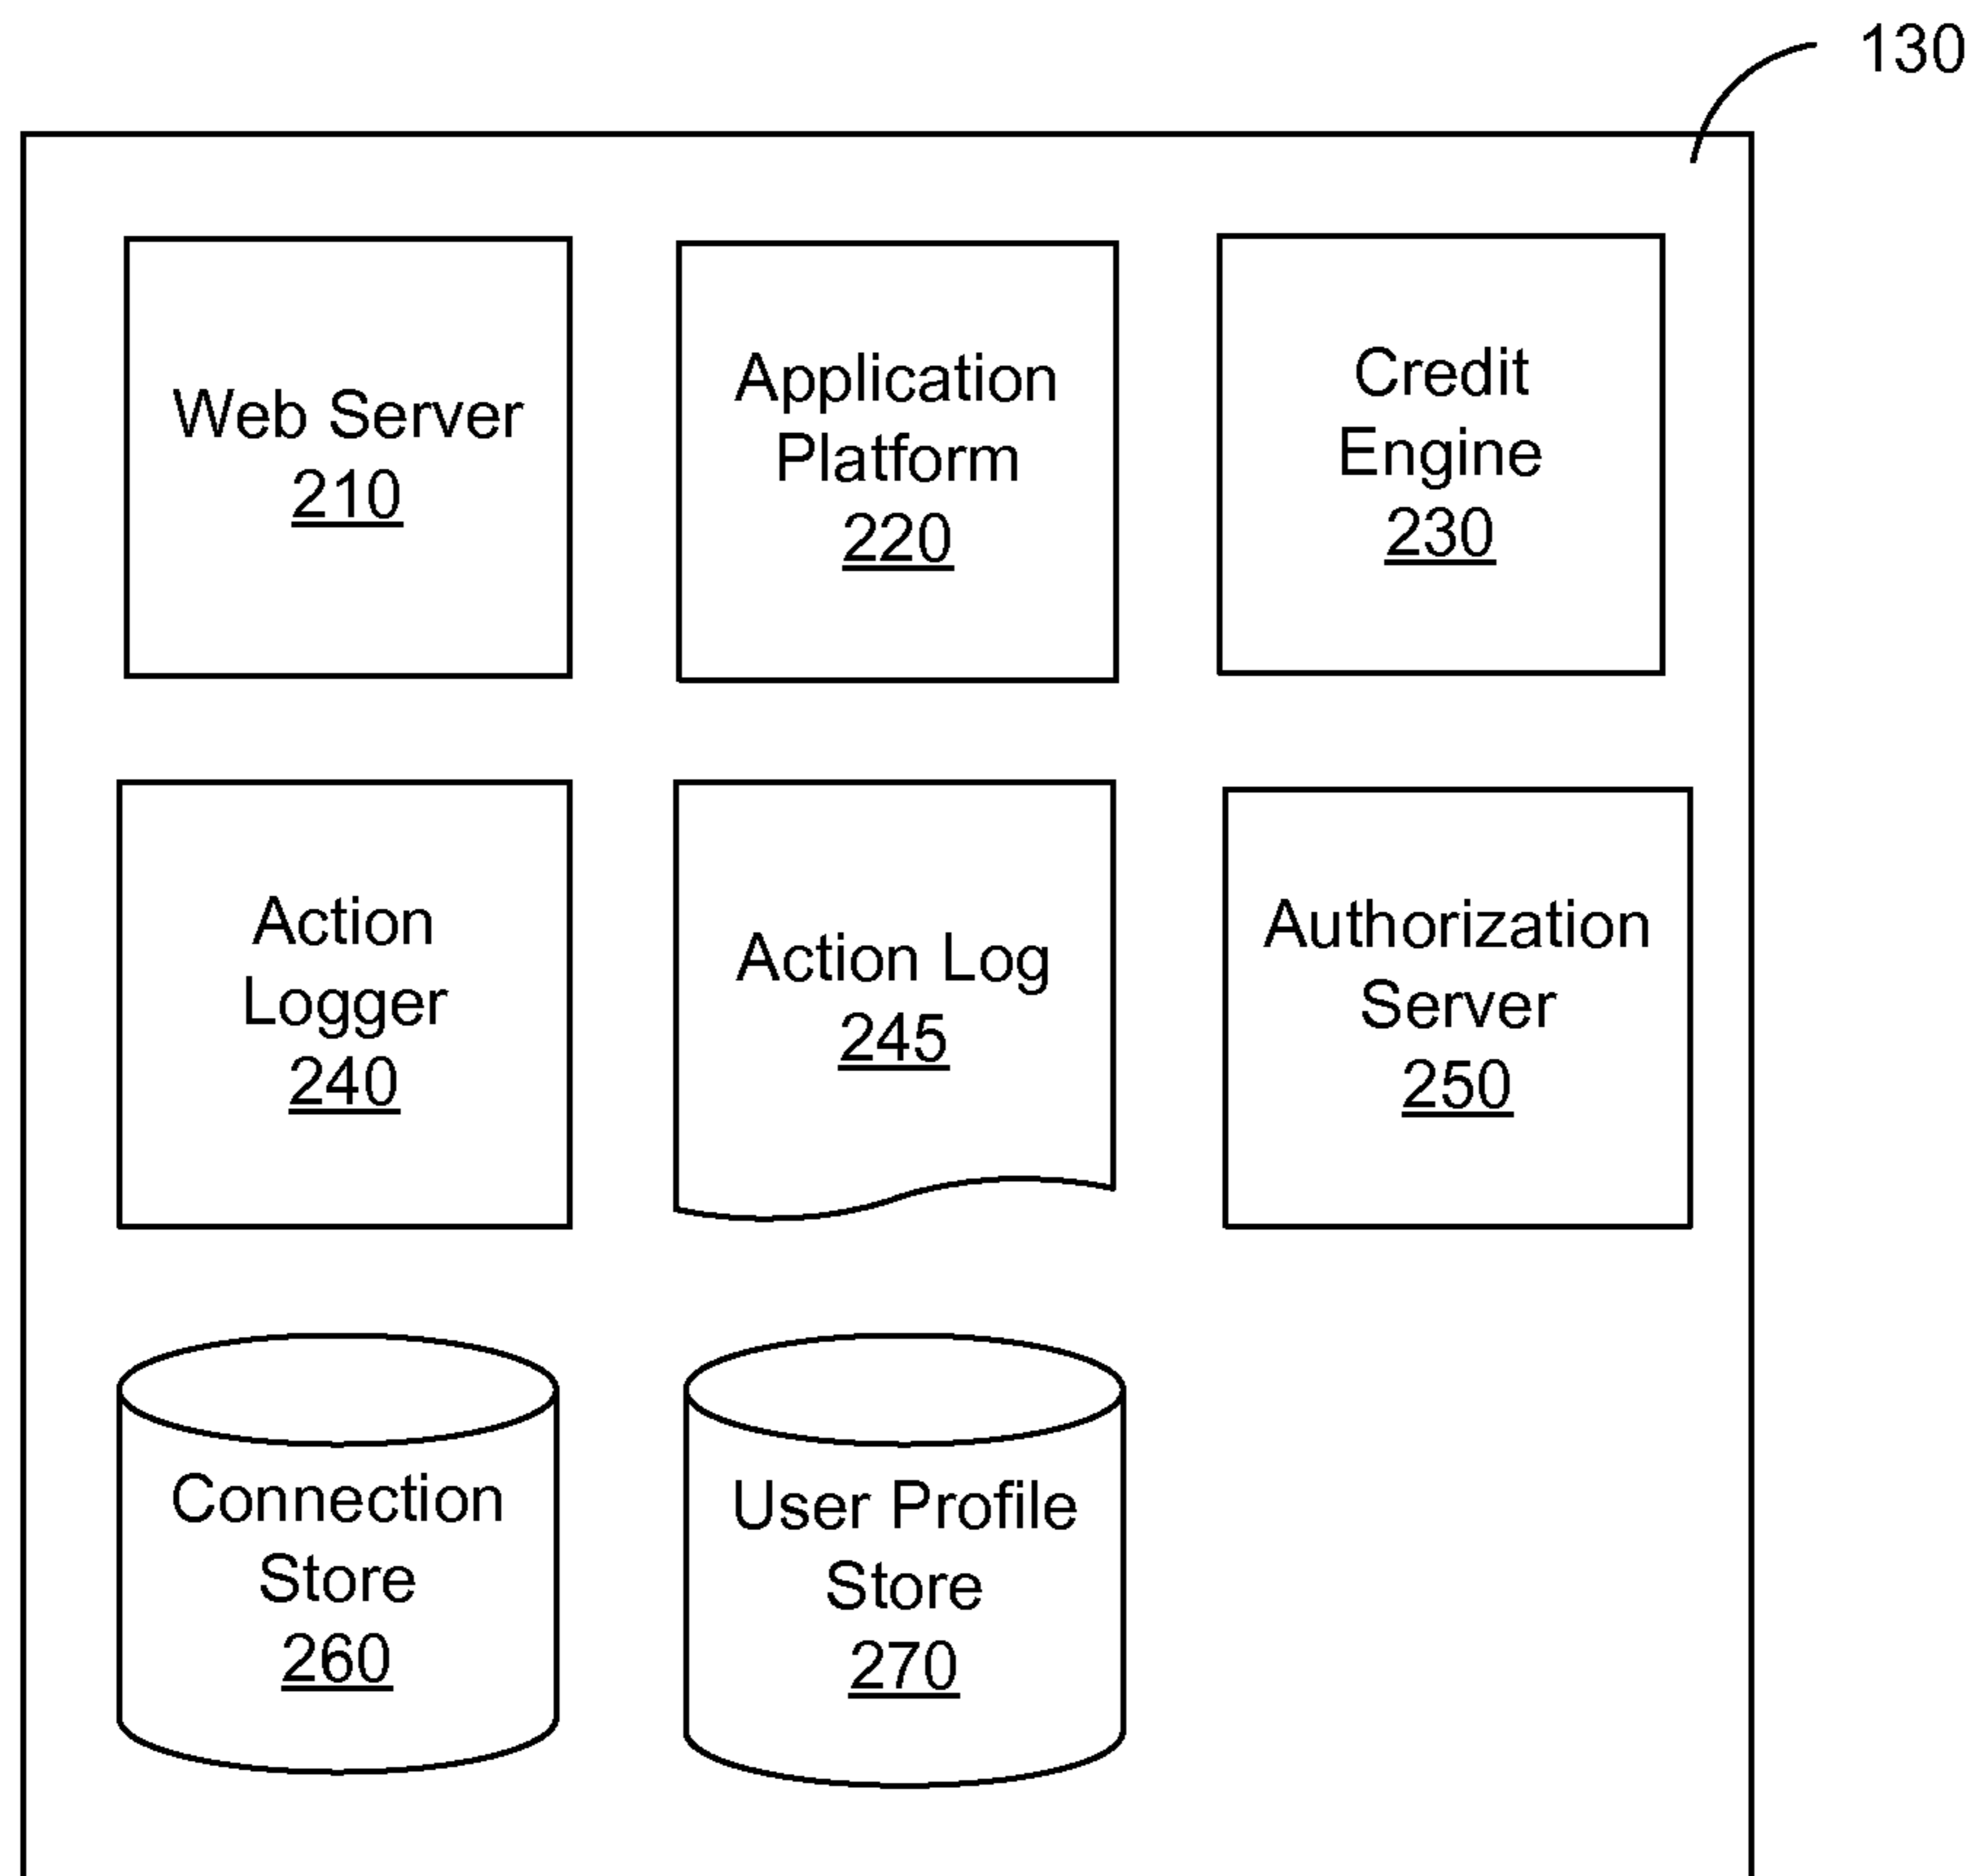 130
Web Server
210
Application
Platform
220
Credit
Engine
230
Action
Logger
240
Action Log
245
Authorization
Server
250
Connection
Store
260
User Profile
Store
270